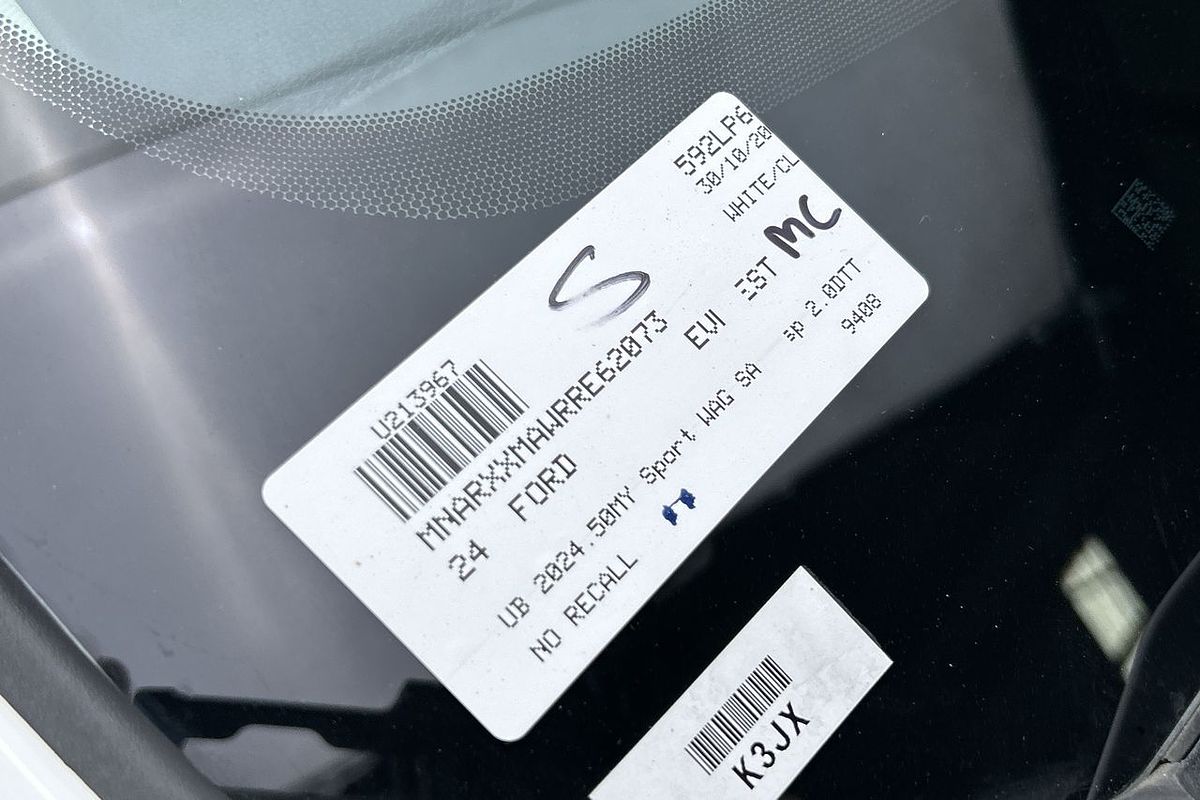 592LP6
30/10/20
WHITE/CL
S
MC
U213967
MNARXXMAWRRE62073
24 FORD EVI EST
UB 2024.50MY Sport WAG SA 2.0DTT
NO RECALL 9408
K3JX